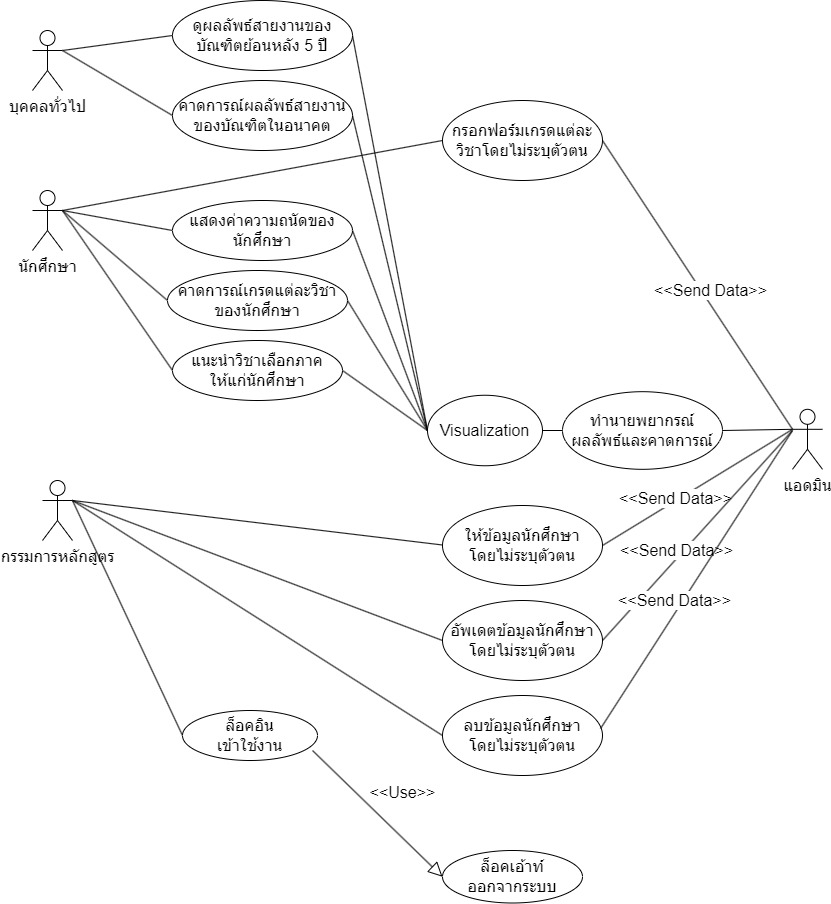 ดูผลลัพธ์สายงานของ
บัณฑิตย้อนหลัง 5 ปี
บุคคลทั่วไป
คาดการณ์ผลลัพธ์สายงาน
ของบัณฑิตในอนาคต
กรอกฟอร์มเกรดแต่ละ
วิชาโดยไม่ระบุตัวตน
นักศึกษา
แสดงค่าความถนัดของ
นักศึกษา
คาดการณ์เกรดแต่ละวิชา
ของนักศึกษา
<<Send Data>>
แนะนำวิชาเลือกภาค
ให้แก่นักศึกษา
Visualization
ทำนายพยากรณ์
ผลลัพธ์และคาดการณ์
แอดมิน
<<Send Data>>
กรรมการหลักสูตร
ให้ข้อมูลนักศึกษา
โดยไม่ระบุตัวตน
<<Send Data>>
<<Send Data>>
อัพเดตข้อมูลนักศึกษา
โดยไม่ระบุตัวตน
ลบข้อมูลนักศึกษา
โดยไม่ระบุตัวตน
ล็อคอิน
เข้าใช้งาน
<<Use>>
ล็อคเอ้าท์
ออกจากระบบ